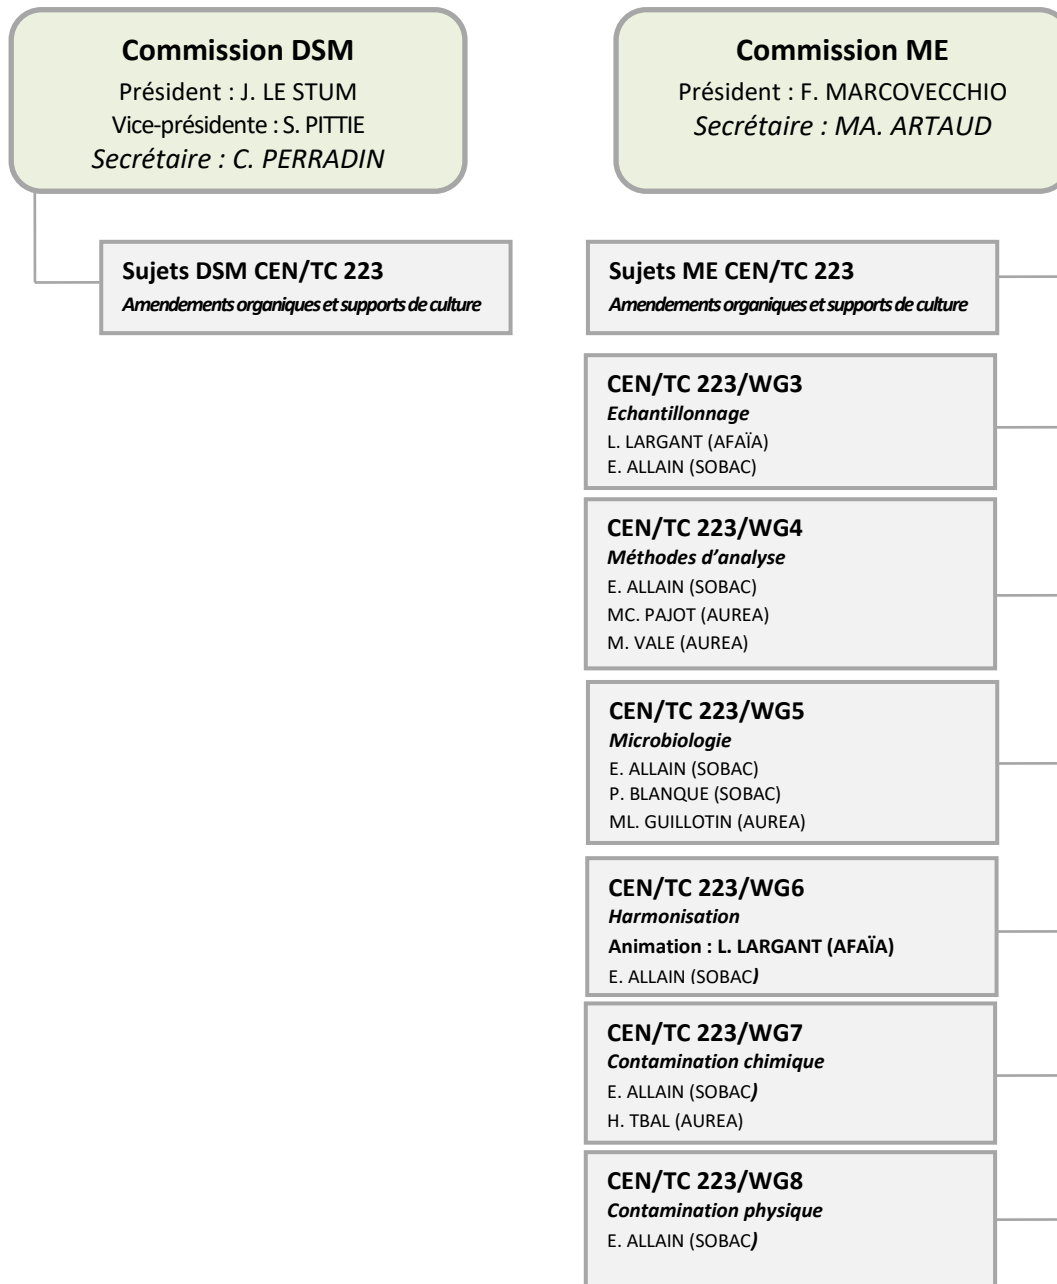 Commission DSM
Président : J. LE STUM
Vice-présidente : S. PITTIE
Secrétaire : C. PERRADIN
Commission ME
Président : F. MARCOVECCHIO
Secrétaire : MA. ARTAUD
Sujets DSM CEN/TC 223
Amendements organiques et supports de culture
Sujets ME CEN/TC 223
Amendements organiques et supports de culture
CEN/TC 223/WG3
Echantillonnage
L. LARGANT (AFAÏA)
E. ALLAIN (SOBAC)
CEN/TC 223/WG4
Méthodes d’analyse
E. ALLAIN (SOBAC)
MC. PAJOT (AUREA)
M. VALE (AUREA)
CEN/TC 223/WG5
Microbiologie
E. ALLAIN (SOBAC)
P. BLANQUE (SOBAC)
ML. GUILLOTIN (AUREA)
CEN/TC 223/WG6
Harmonisation
Animation : L. LARGANT (AFAÏA)
E. ALLAIN (SOBAC)
CEN/TC 223/WG7
Contamination chimique
E. ALLAIN (SOBAC)
H. TBAL (AUREA)
CEN/TC 223/WG8
Contamination physique
E. ALLAIN (SOBAC)